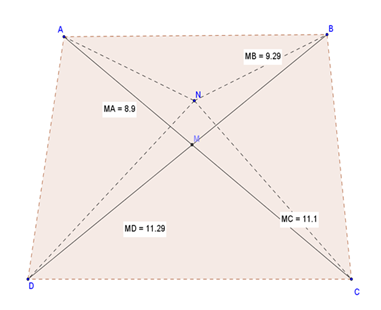 A
B
MB = 9.29
N
MA = 8.9
M
MC = 11.1
MD = 11.29
D
C